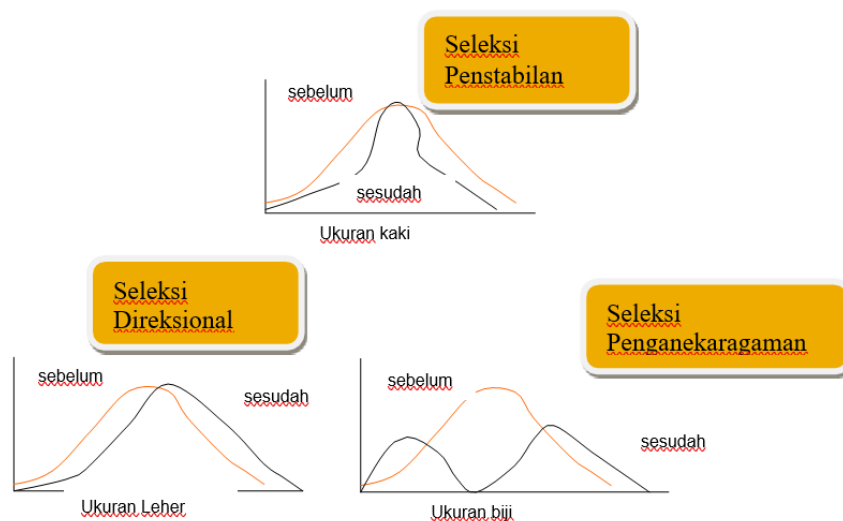 Seleksi
Penstabilan
sebelum
sesudah
Ukuran kaki
Seleksi
Direksional
sebelum
sesudah
Ukuran Leher
Seleksi
Penganekaragaman
sebelum
sesudah
Ukuran biji